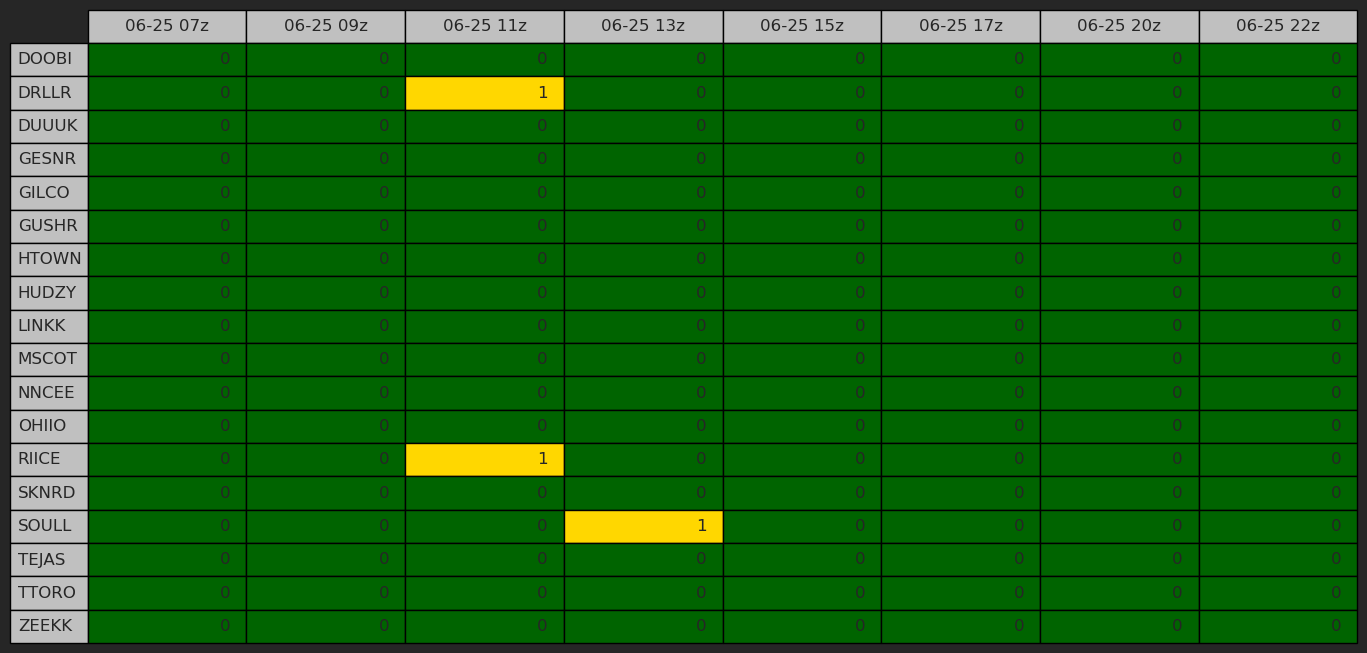 06-25 07z 06-25 09z 06-25 11z 06-25 13z 06-25 15z 06-25 17z 06-25 20z 06-25 22z
DOOBI 0 0 0 0 0 0 0 0
DRLLR 0 0 1 0 0 0 0 0
DUUUK 0 0 0 0 0 0 0 0
GESNR 0 0 0 0 0 0 0 0
GILCO 0 0 0 0 0 0 0 0
GUSHR 0 0 0 0 0 0 0 0
HTOWN 0 0 0 0 0 0 0 0
HUDZY 0 0 0 0 0 0 0 0
LINKK 0 0 0 0 0 0 0 0
MSCOT 0 0 0 0 0 0 0 0
NNCEE 0 0 0 0 0 0 0 0
OHIIO 0 0 0 0 0 0 0 0
RIICE 0 0 1 0 0 0 0 0
SKNRD 0 0 0 0 0 0 0 0
SOULL 0 0 0 1 0 0 0 0
TEJAS 0 0 0 0 0 0 0 0
TTORO 0 0 0 0 0 0 0 0
ZEEKK 0 0 0 0 0 0 0 0